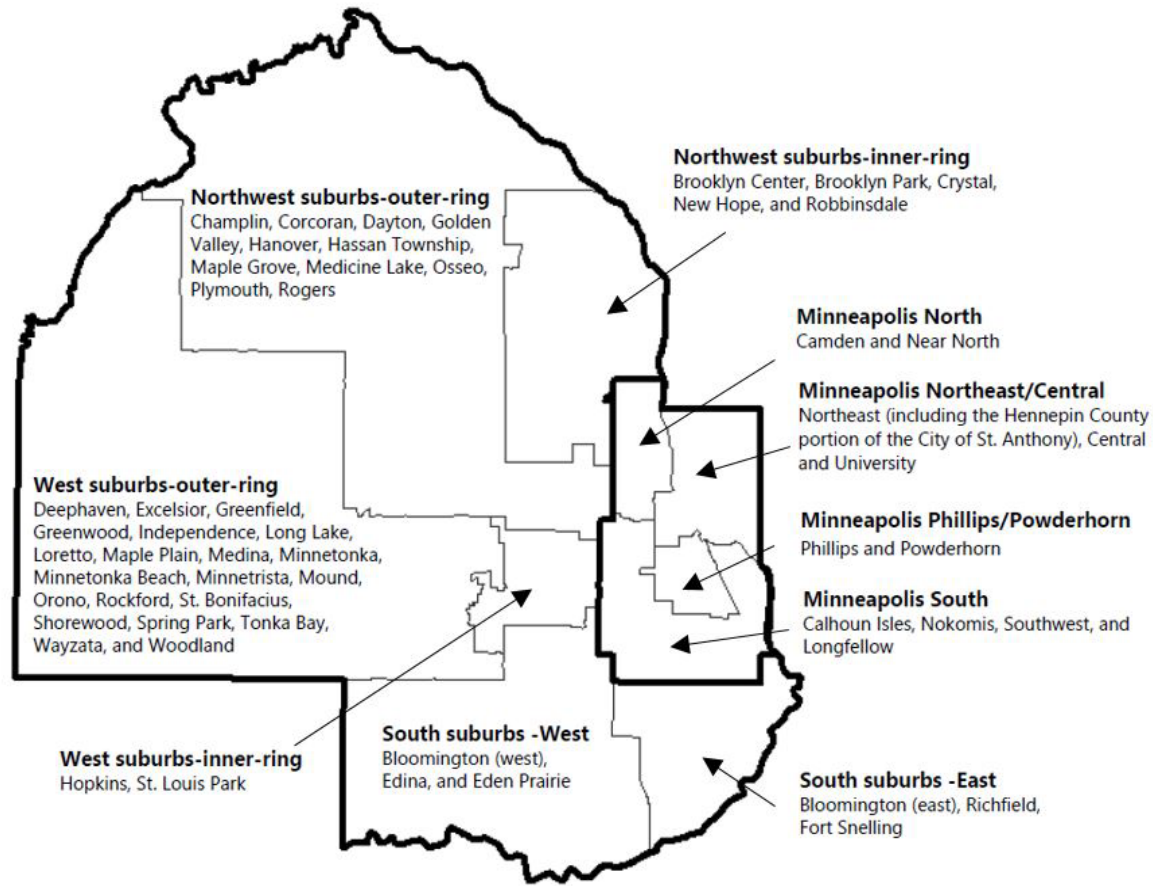 Northwest suburbs-inner-ring
Brooklyn Center, Brooklyn Park, Crystal,
New Hope, and Robbinsdale
Northwest suburbs-outer-ring
Champlin, Corcoran, Dayton, Golden
Valley, Hanover, Hassan Township,
Maple Grove, Medicine Lake, Osseo,
Plymouth, Rogers
Minneapolis North
Camden and Near North
Minneapolis Northeast/Central
Northeast (including the Hennepin County
portion of the City of St. Anthony), Central
and University
West suburbs-outer-ring
Deephaven, Excelsior, Greenfield,
Greenwood, Independence, Long Lake,
Loretto, Maple Plain, Medina, Minnetonka,
Minnetonka Beach, Minnetrista, Mound,
Orono, Rockford, St. Bonifacius,
Shorewood, Spring Park, Tonka Bay,
Wayzata, and Woodland
Minneapolis Phillips/Powderhorn
Phillips and Powderhorn
Minneapolis South
Calhoun Isles, Nokomis, Southwest, and
Longfellow
West suburbs-inner-ring
Hopkins, St. Louis Park
South suburbs -West
Bloomington (west),
Edina, and Eden Prairie
South suburbs -East
Bloomington (east), Richfield,
Fort Snelling